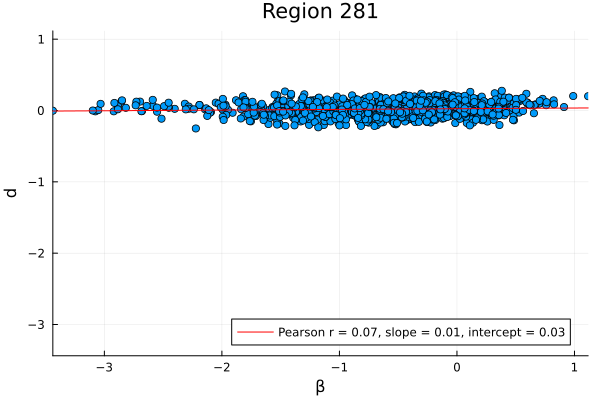 Region 281
1
0
−1
−2
−3
d
Pearson r = 0.07, slope = 0.01, intercept = 0.03
−3
−2
−1
0
1
β